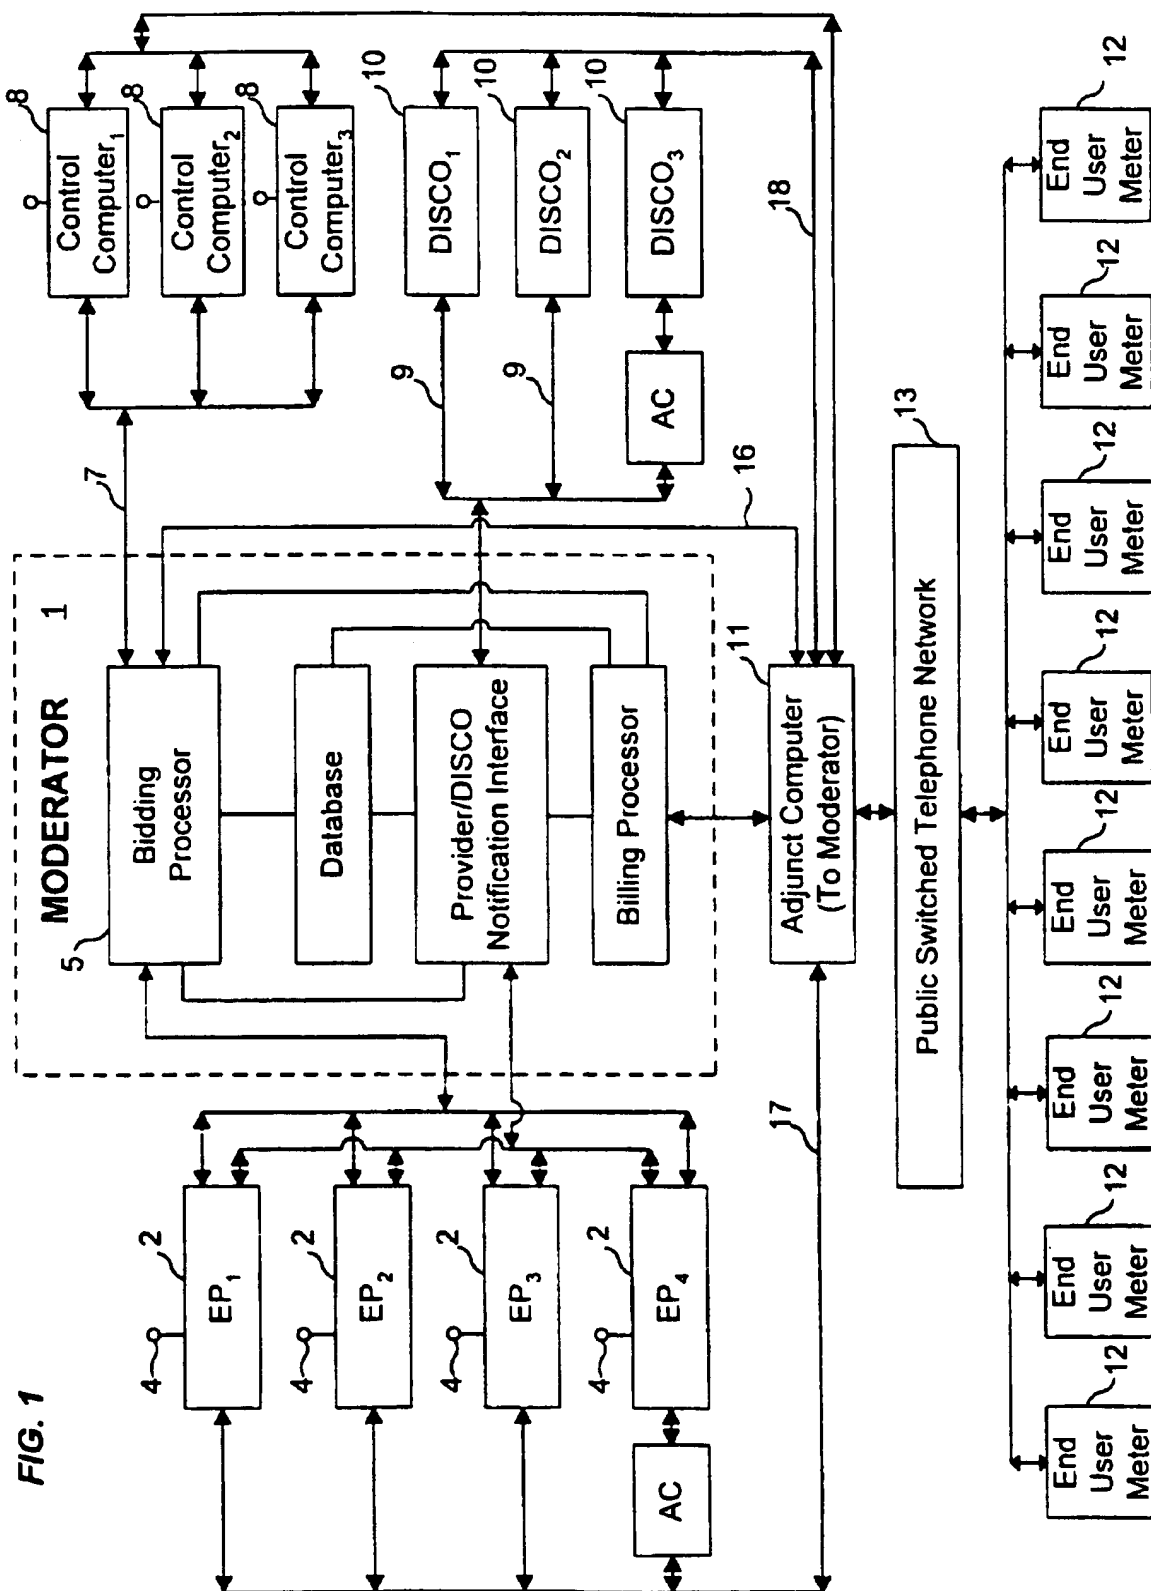 FIG. 1
MODERATOR
1
5
Bidding
Processor
Database
Provider/DISCO
Notification Interface
Billing Processor
4
2
EP1
4
2
EP2
4
2
EP3
4
2
EP4
AC
7
8
Control
Computer1
8
Control
Computer2
8
Control
Computer3
9
10
DISCO1
9
10
DISCO2
10
DISCO3
AC
16
11
Adjunct Computer
(To Moderator)
17
18
13
Public Switched Telephone Network
12
End
User
Meter
12
End
User
Meter
12
End
User
Meter
12
End
User
Meter
12
End
User
Meter
12
End
User
Meter
12
End
User
Meter
12
End
User
Meter